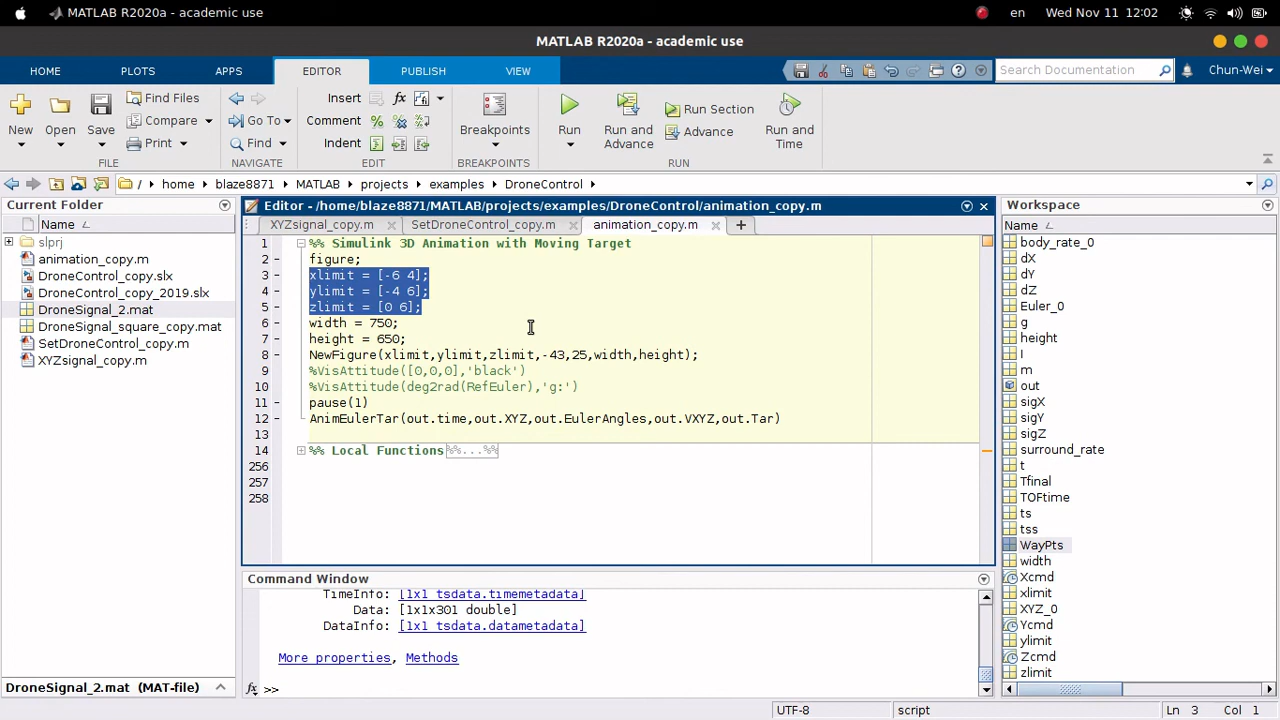 MATLAB R2020a - academic use
en
Wed Nov 11 12:02
MATLAB R2020a - academic use
HOME
PLOTS
APPS
EDITOR
PUBLISH
VIEW
Search Documentation
Chun-Wei
New
Open
Save
Find Files
Compare
Print
FILE
Go To
Find
NAVIGATE
Insert
fx
Comment
Indent
EDIT
Breakpoints
BREAKPOINTS
Run
Run and Advance
Run Section
Advance
Run and Time
RUN
/ home MATLAB projects examples DroneControl
blaze8871
Current Folder
Name
slprj
animation_copy.m
DroneControl_copy.slx
DroneControl_copy_2019.slx
DroneSignal_2.mat
DroneSignal_square_copy.mat
SetDroneControl_copy.m
XYZsignal_copy.m
DroneSignal_2.mat (MAT-file)
Editor - /home/blaze8871/MATLAB/projects/examples/DroneControl/animation_copy.m
XYZsignal_copy.m
SetDroneControl_copy.m
animation_copy.m
1 %% Simulink 3D Animation with Moving Target
2 - figure;
3 - xlimit = [-6 4];
4 - ylimit = [-4 6];
5 - zlimit = [0 6];
6 - width = 750;
7 - height = 650;
8 - NewFigure(xlimit,ylimit,zlimit,-43,25,width,height);
9 %VisAttitude([0,0,0],'black')
10 %VisAttitude(deg2rad(RefEuler),'g:')
11 - pause(1)
12 - AnimEulerTar(out.time,out.XYZ,out.EulerAngles,out.VXYZ,out.Tar)
13
14 %% Local Functions %%...%%
256
257
258
Command Window
TimeInfo: [1x1 tsdata.timemetadata]
Data: [1x1x301 double]
DataInfo: [1x1 tsdata.datametadata]
More properties, Methods
fx >>
Workspace
Name
body_rate_0
dX
dY
dZ
Euler_0
g
height
I
m
out
sigX
sigY
sigZ
surround_rate
t
Tfinal
TOFtime
ts
tss
WayPts
width
Xcmd
xlimit
XYZ_0
Ycmd
ylimit
Zcmd
zlimit
UTF-8
script
Ln 3 Col 1